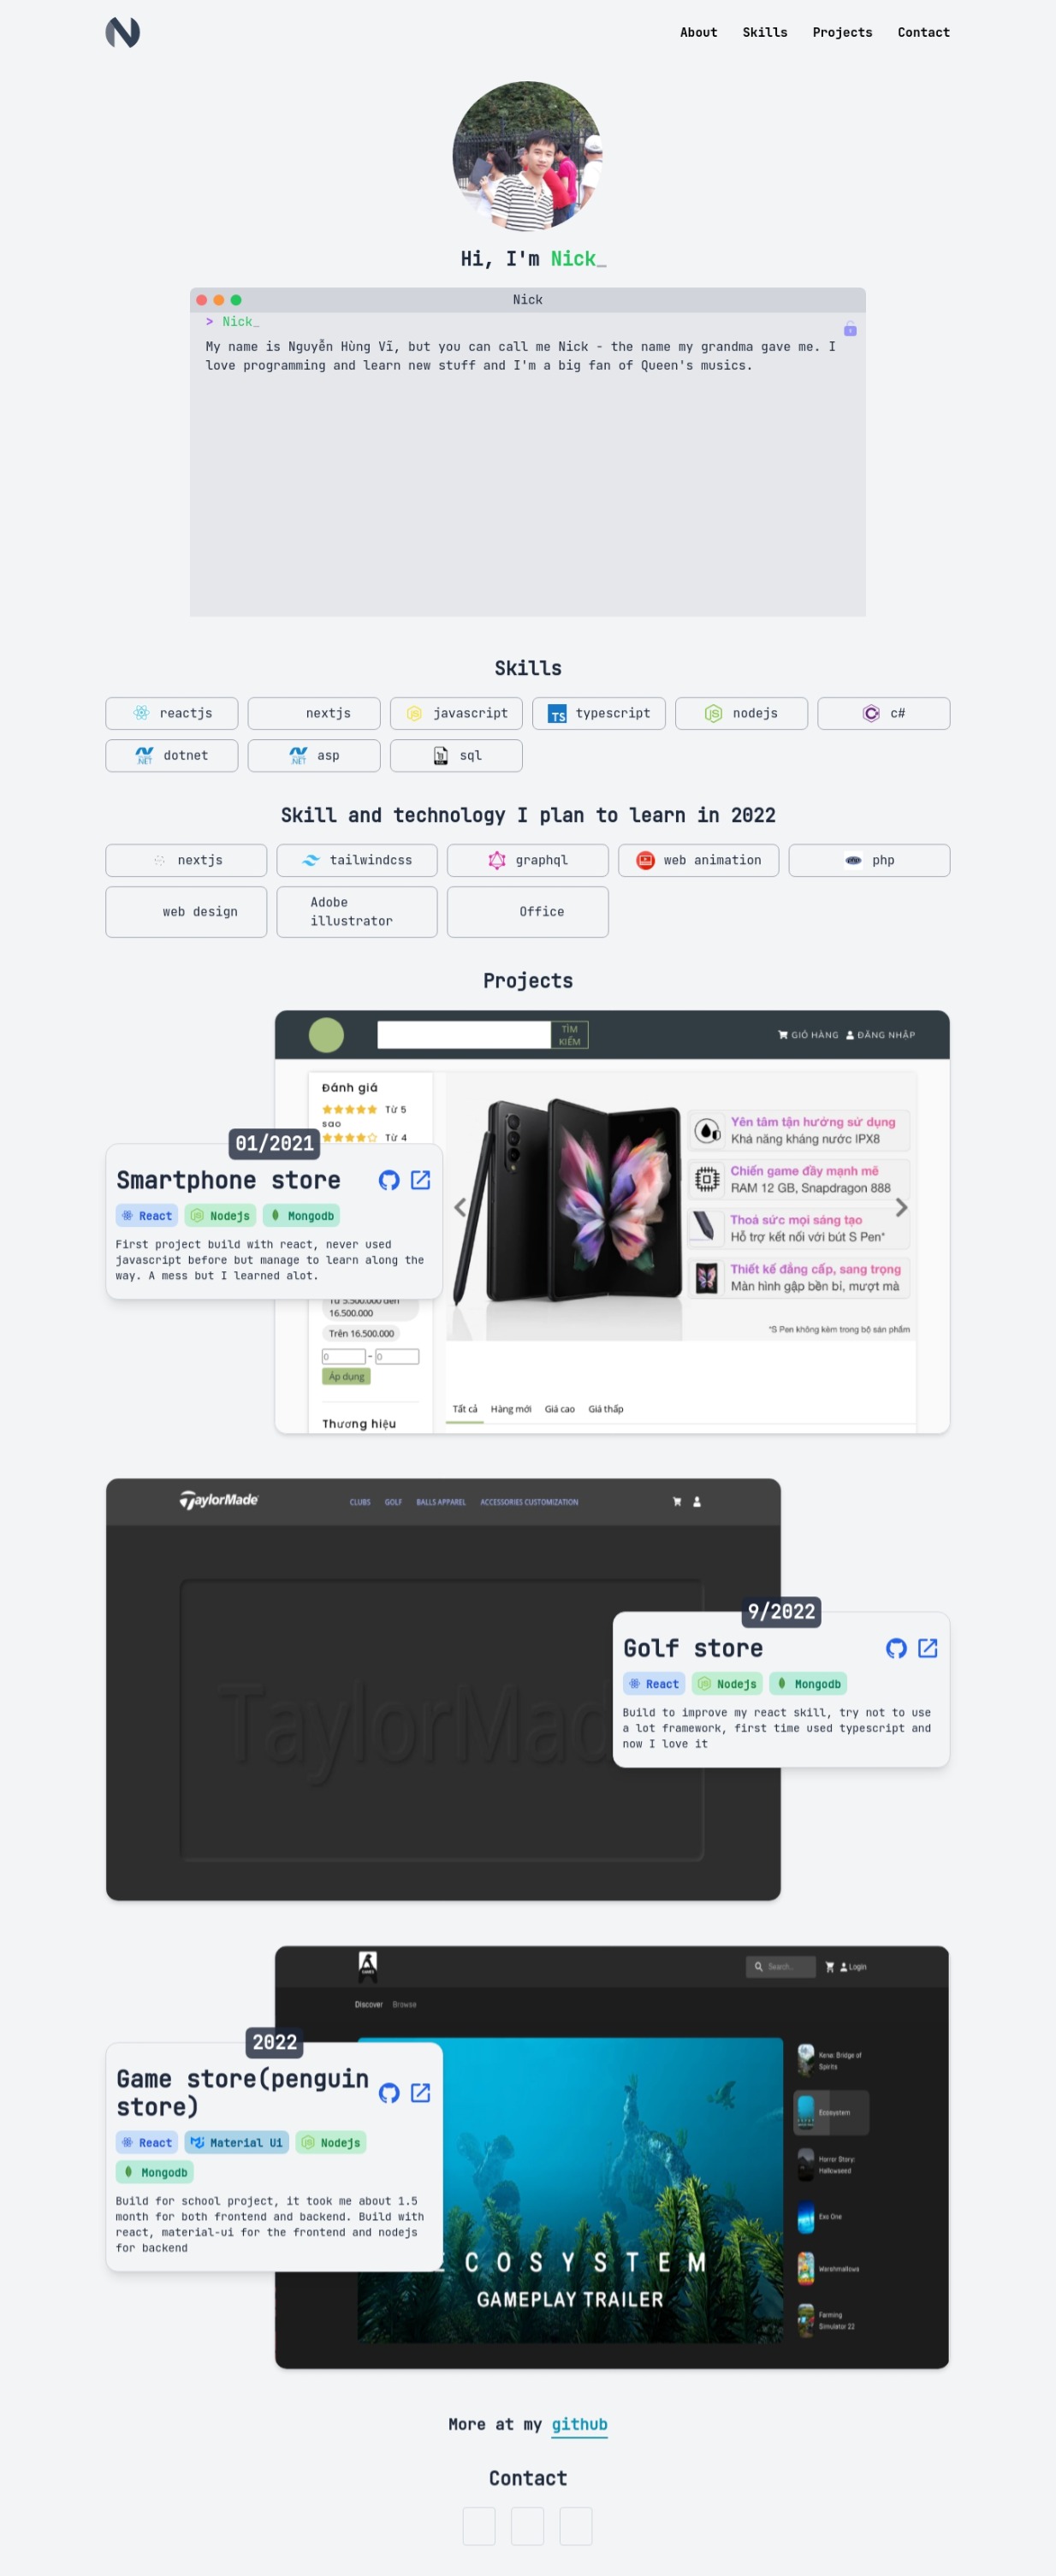 About Skills Projects Contact
Hi, I'm Nick_
Nick
> Nick_
My name is Nguyễn Hùng Vĩ, but you can call me Nick - the name my grandma gave me. I
love programming and learn new stuff and I'm a big fan of Queen's musics.
Skills
reactjs
nextjs
javascript
typescript
nodejs
c#
dotnet
asp
sql
Skill and technology I plan to learn in 2022
nextjs
tailwindcss
graphql
web animation
php
web design
Adobe
illustrator
Office
Projects
TÌM
KIẾM
GIỎ HÀNG ĐĂNG NHẬP
Đánh giá
Từ 5
sao
Từ 4
Yên tâm tận hưởng sử dụng
Khả năng kháng nước IPX8
Chiến game đầy mạnh mẽ
RAM 12 GB, Snapdragon 888
Thoả sức mọi sáng tạo
Hỗ trợ kết nối với bút S Pen*
Thiết kế đẳng cấp, sang trọng
Màn hình gập bền bỉ, mượt mà
*S Pen không kèm trong bộ sản phẩm
01/2021
Smartphone store
React Nodejs Mongodb
First project build with react, never used
javascript before but manage to learn along the
way. A mess but I learned alot.
Từ 5.500.000 đến
16.500.000
Trên 16.500.000
0 - 0
Áp dụng
Thương hiệu
Tất cả Hàng mới Giá cao Giá thấp
TaylorMade
CLUBS GOLF BALLS APPAREL ACCESSORIES CUSTOMIZATION
TaylorMad
9/2022
Golf store
React Nodejs Mongodb
Build to improve my react skill, try not to use
a lot framework, first time used typescript and
now I love it
Search...
Login
Discover Browse
Kena: Bridge of
Spirits
Ecosystem
Horror Story:
Hallowseed
Exo One
Warshmallows
Farming
Simulator 22
ECOSYSTEM
GAMEPLAY TRAILER
2022
Game store(penguin
store)
React Material Ui Nodejs
Mongodb
Build for school project, it took me about 1.5
month for both frontend and backend. Build with
react, material-ui for the frontend and nodejs
for backend
More at my github
Contact